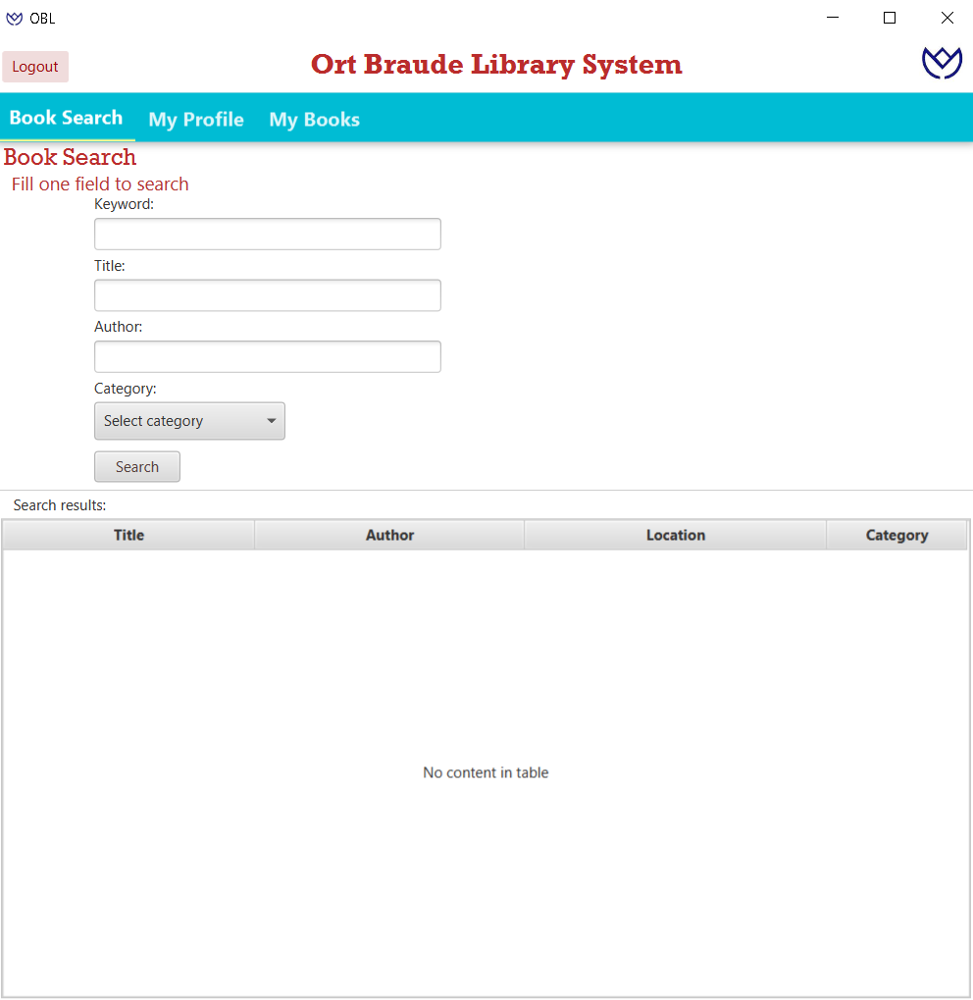 OBL
Logout
Ort Braude Library System
Book Search My Profile My Books
Book Search
Fill one field to search
Keyword:
Title:
Author:
Category:
Select category
Search
Search results:
Title Author Location Category
No content in table